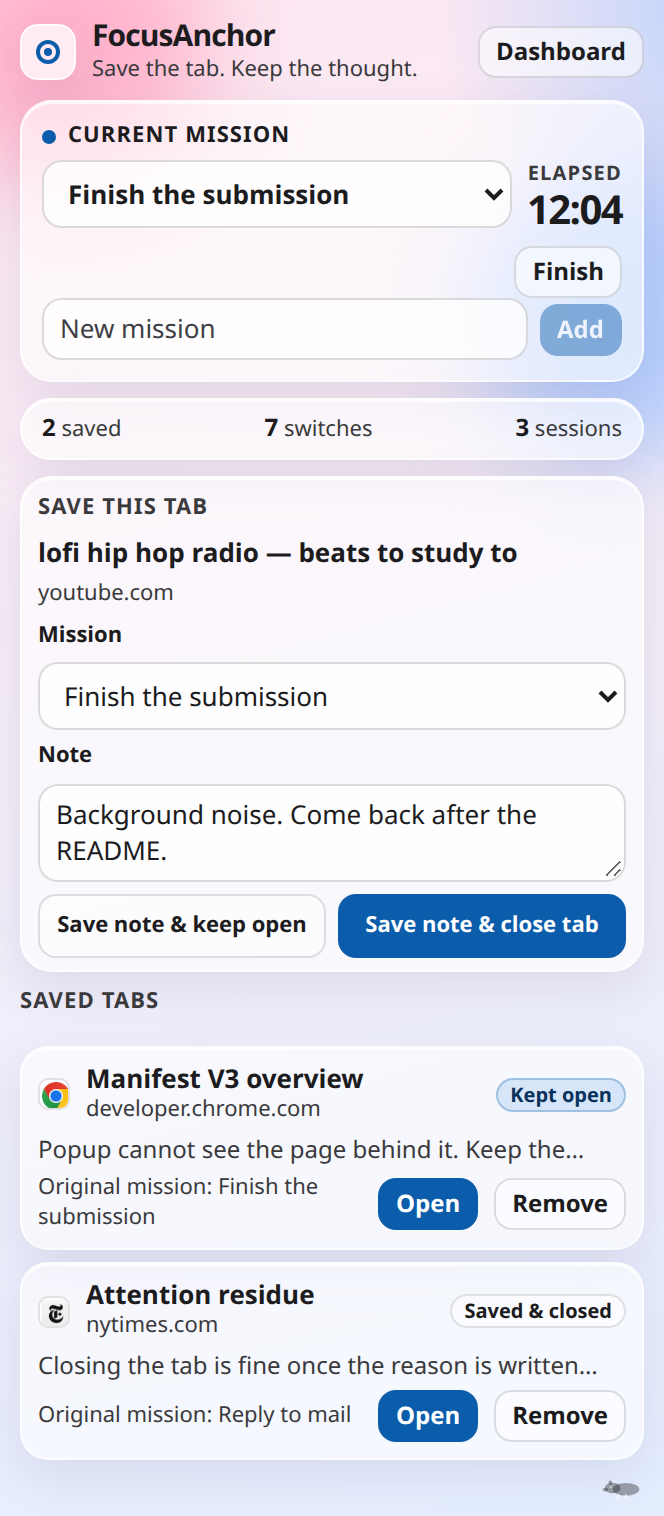 FocusAnchor
Save the tab. Keep the thought.
Dashboard
CURRENT MISSION
Finish the submission
ELAPSED
12:04
Finish
New mission
Add
2 saved
7 switches
3 sessions
SAVE THIS TAB
lofi hip hop radio — beats to study to
youtube.com
Mission
Finish the submission
Note
Background noise. Come back after the
README.
Save note & keep open
Save note & close tab
SAVED TABS
Manifest V3 overview
developer.chrome.com
Kept open
Popup cannot see the page behind it. Keep the…
Original mission: Finish the
submission
Open
Remove
Attention residue
nytimes.com
Saved & closed
Closing the tab is fine once the reason is written…
Original mission: Reply to mail
Open
Remove